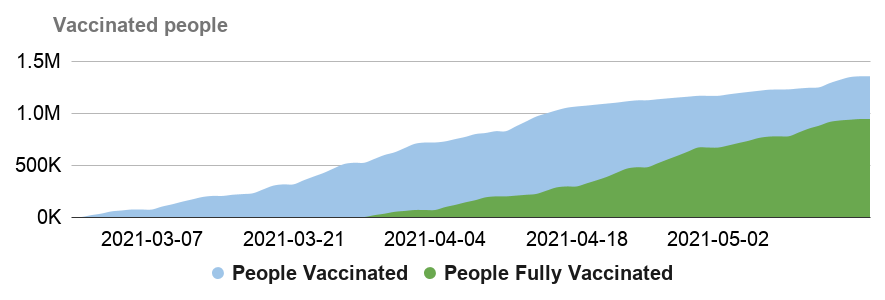 Vaccinated people
1.5M
1.0M
500K
0K
2021-03-07 2021-03-21 2021-04-04 2021-04-18 2021-05-02
People Vaccinated People Fully Vaccinated